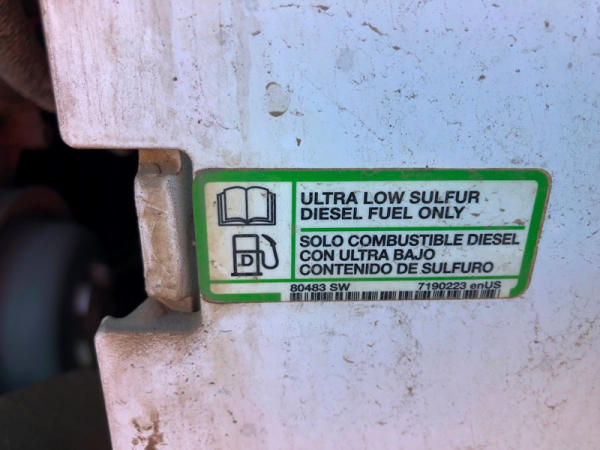 ULTRA LOW SULFUR
DIESEL FUEL ONLY
D
SOLO COMBUSTIBLE DIESEL
CON ULTRA BAJO
CONTENIDO DE SULFURO
80483 SW 7190223 enUS